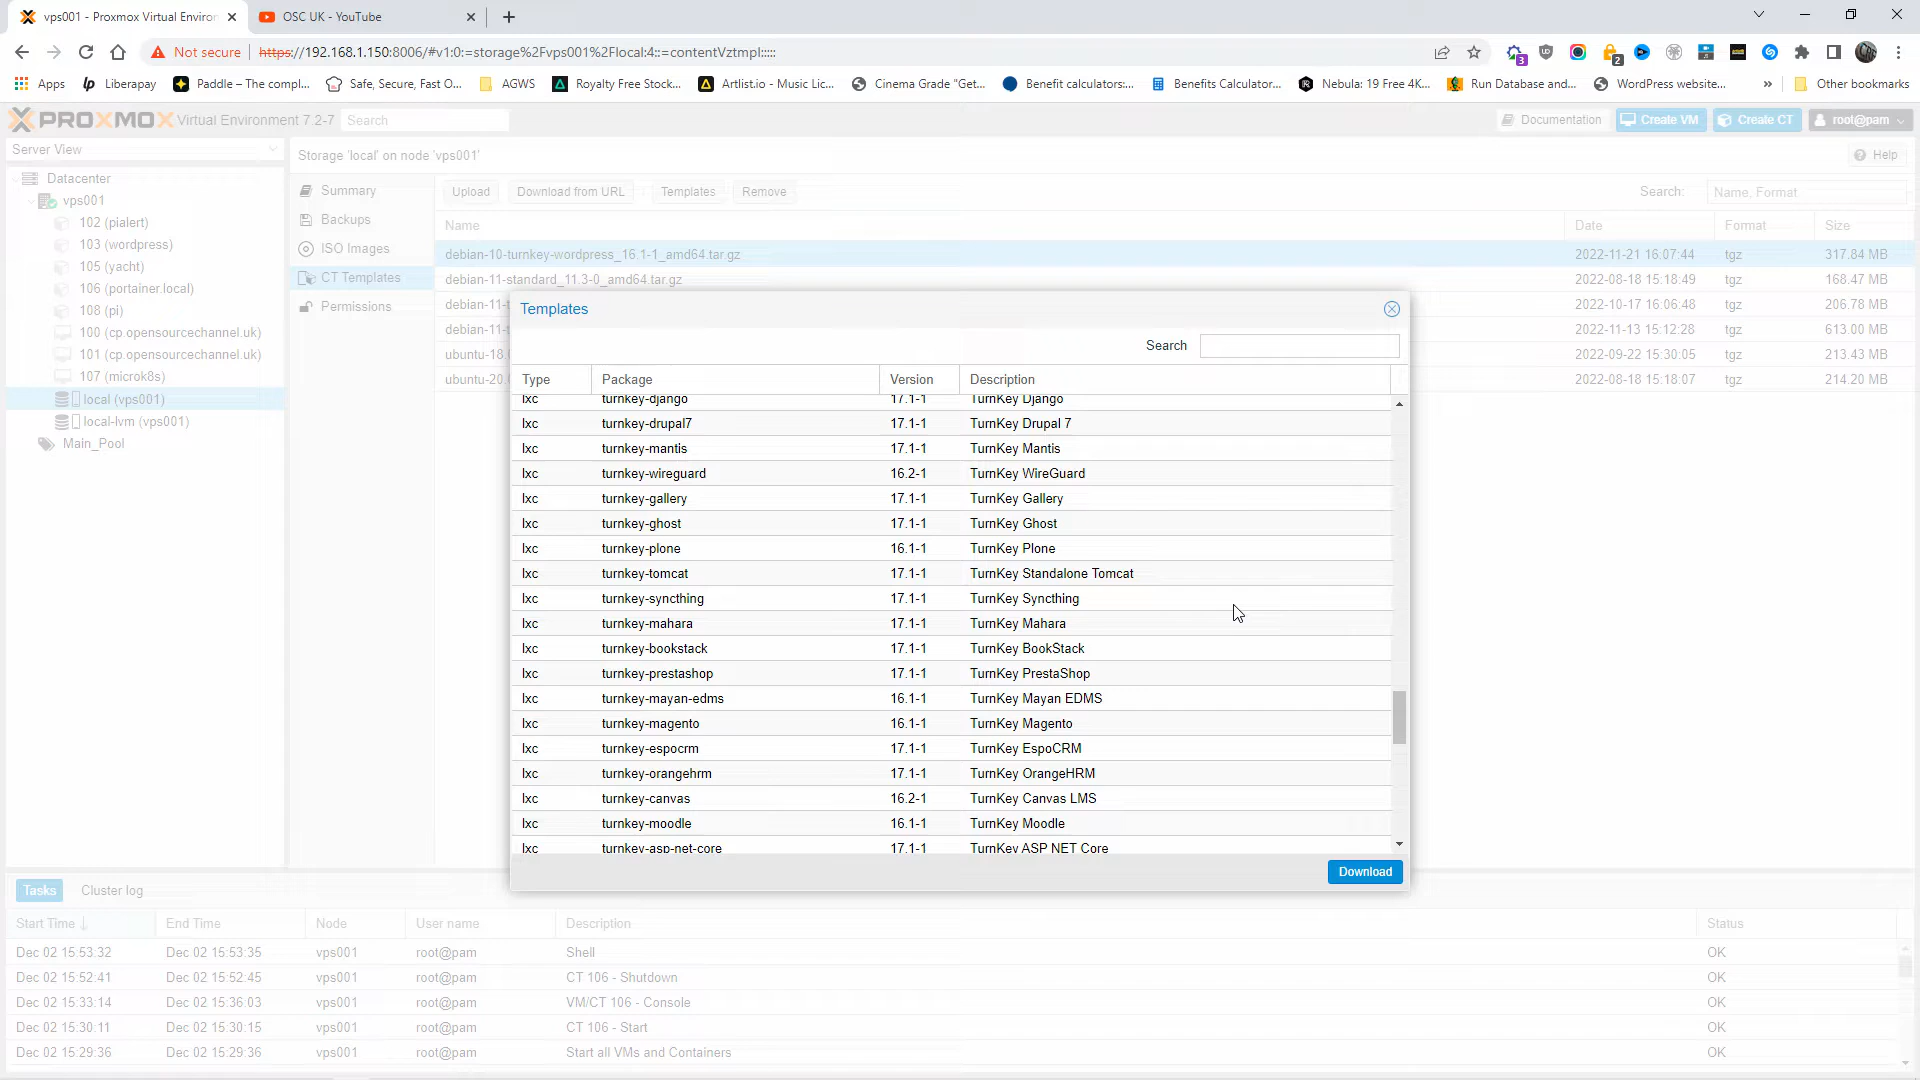 vps001 - Proxmox Virtual Enviror
OSC UK - YouTube
Not secure
https://192.168.1.150:8006/#v1:0:=storage%2Fvps001%2Flocal:4::=contentVztmpl:::::
3
2
Apps
Liberapay
Paddle – The compl...
Safe, Secure, Fast O...
AGWS
Royalty Free Stock...
Artlist.io - Music Lic...
Cinema Grade "Get...
Benefit calculators:...
Benefits Calculator...
Nebula: 19 Free 4K...
Run Database and...
WordPress website...
»
Other bookmarks
PROXMOX Virtual Environment 7.2-7
Search
Documentation
Create VM
Create CT
root@pam
Server View
Storage 'local' on node 'vps001'
Help
Datacenter
vps001
102 (pialert)
103 (wordpress)
105 (yacht)
106 (portainer.local)
108 (pi)
100 (cp.opensourcechannel.uk)
101 (cp.opensourcechannel.uk)
107 (microk8s)
local (vps001)
local-lvm (vps001)
Main_Pool
Summary
Backups
ISO Images
CT Templates
Permissions
Upload
Download from URL
Templates
Remove
Search:
Name, Format
Name Date Format Size
debian-10-turnkey-wordpress_16.1-1_amd64.tar.gz 2022-11-21 16:07:44 tgz 317.84 MB
debian-11-standard_11.3-0_amd64.tar.gz 2022-08-18 15:18:49 tgz 168.47 MB
debian-11-t 2022-10-17 16:06:48 tgz 206.78 MB
debian-11-t 2022-11-13 15:12:28 tgz 613.00 MB
ubuntu-18.0 2022-09-22 15:30:05 tgz 213.43 MB
ubuntu-20.0 2022-08-18 15:18:07 tgz 214.20 MB
Templates
Search
Type Package Version Description
lxc turnkey-django 17.1-1 TurnKey Django
lxc turnkey-drupal7 17.1-1 TurnKey Drupal 7
lxc turnkey-mantis 17.1-1 TurnKey Mantis
lxc turnkey-wireguard 16.2-1 TurnKey WireGuard
lxc turnkey-gallery 17.1-1 TurnKey Gallery
lxc turnkey-ghost 17.1-1 TurnKey Ghost
lxc turnkey-plone 16.1-1 TurnKey Plone
lxc turnkey-tomcat 17.1-1 TurnKey Standalone Tomcat
lxc turnkey-syncthing 17.1-1 TurnKey Syncthing
lxc turnkey-mahara 17.1-1 TurnKey Mahara
lxc turnkey-bookstack 17.1-1 TurnKey BookStack
lxc turnkey-prestashop 17.1-1 TurnKey PrestaShop
lxc turnkey-mayan-edms 16.1-1 TurnKey Mayan EDMS
lxc turnkey-magento 16.1-1 TurnKey Magento
lxc turnkey-espocrm 17.1-1 TurnKey EspoCRM
lxc turnkey-orangehrm 17.1-1 TurnKey OrangeHRM
lxc turnkey-canvas 16.2-1 TurnKey Canvas LMS
lxc turnkey-moodle 16.1-1 TurnKey Moodle
lxc turnkey-asp-net-core 17.1-1 TurnKey ASP NET Core
Download
Tasks
Cluster log
Start Time End Time Node User name Description Status
Dec 02 15:53:32 Dec 02 15:53:35 vps001 root@pam Shell OK
Dec 02 15:52:41 Dec 02 15:52:45 vps001 root@pam CT 106 - Shutdown OK
Dec 02 15:33:14 Dec 02 15:36:03 vps001 root@pam VM/CT 106 - Console OK
Dec 02 15:30:11 Dec 02 15:30:15 vps001 root@pam CT 106 - Start OK
Dec 02 15:29:36 Dec 02 15:29:36 vps001 root@pam Start all VMs and Containers OK